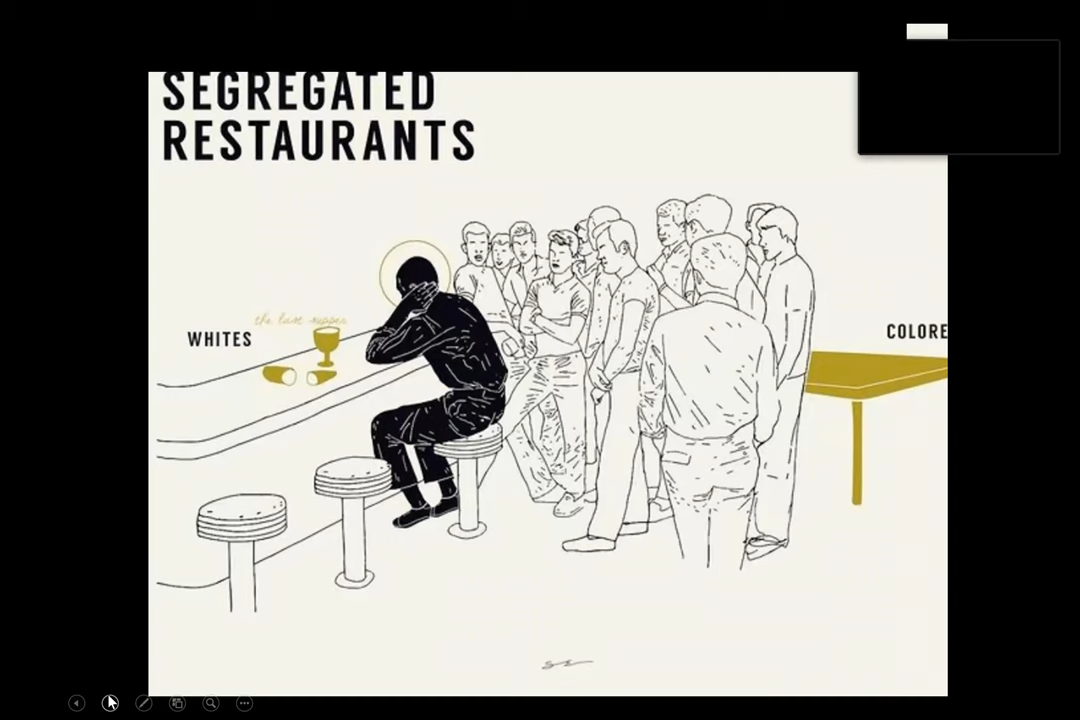 SEGREGATED
RESTAURANTS
the last supper
WHITES
COLORE